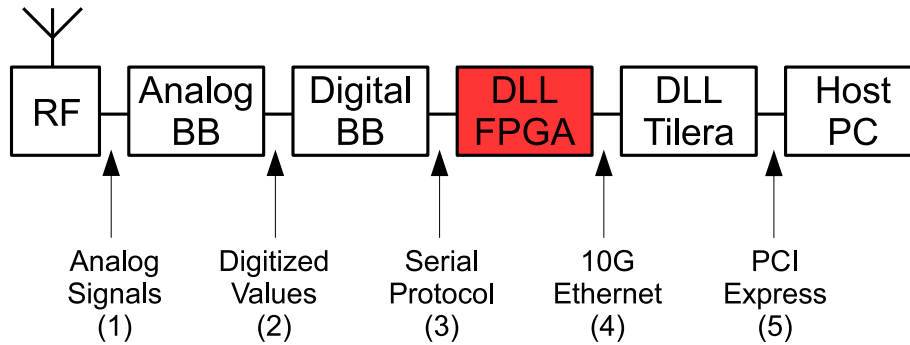 RF
Analog
BB
Digital
BB
DLL
FPGA
DLL
Tilera
Host
PC
Analog
Signals
(1)
Digitized
Values
(2)
Serial
Protocol
(3)
10G
Ethernet
(4)
PCI
Express
(5)